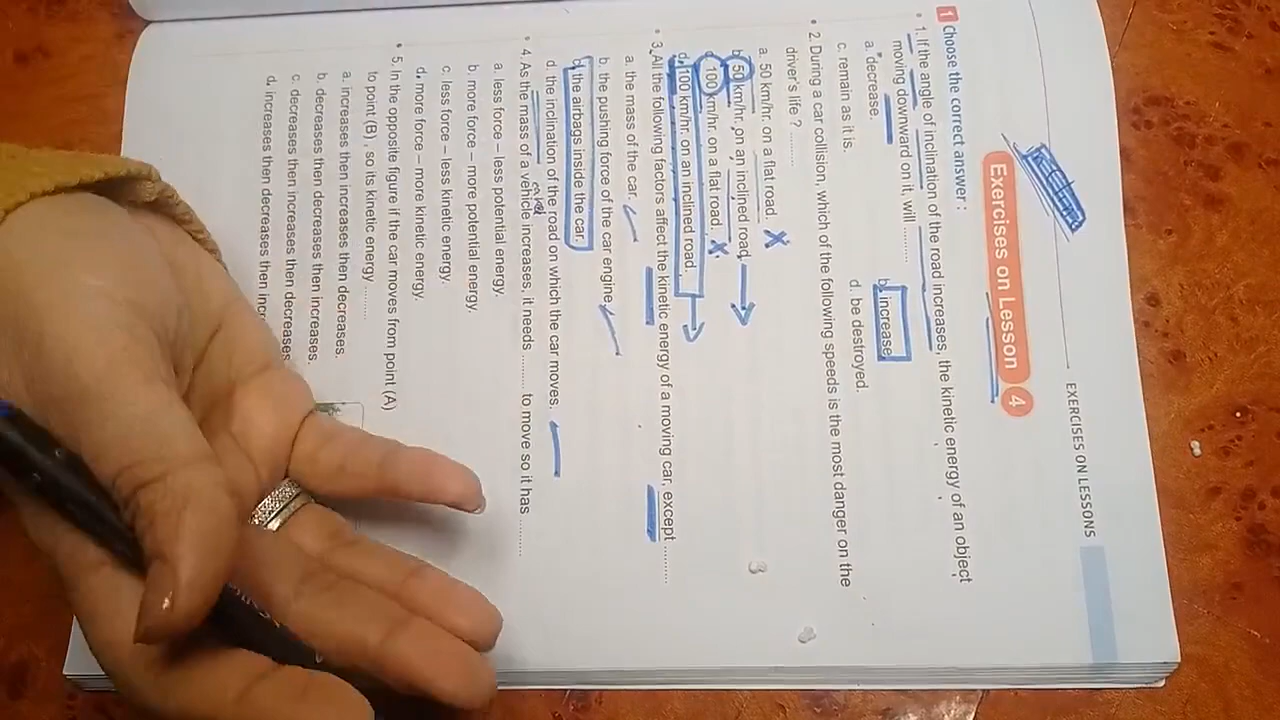 EXERCISES ON LESSONS
Exercises on Lesson 4
1 Choose the correct answer :
1. If the angle of inclination of the road increases, the kinetic energy of an object
moving downward on it, will ..........
a. decrease.
b. increase.
c. remain as it is.
d. be destroyed.
2. During a car collision, which of the following speeds is the most danger on the
driver's life ? ..........
a. 50 km/hr. on a flat road.
b. 50 km/hr. on an inclined road.
c. 100 km/hr. on a flat road.
d. 100 km/hr. on an inclined road.
3. All the following factors affect the kinetic energy of a moving car, except ..........
a. the mass of the car.
b. the pushing force of the car engine.
c. the airbags inside the car.
d. the inclination of the road on which the car moves.
4. As the mass of a vehicle increases, it needs .......... to move so it has ..........
a. less force – less potential energy.
b. more force – more potential energy.
c. less force – less kinetic energy.
d. more force – more kinetic energy.
5. In the opposite figure if the car moves from point (A)
to point (B) , so its kinetic energy ..........
a. increases then increases then decreases.
b. decreases then decreases then increases.
c. decreases then increases then decreases
d. increases then decreases then